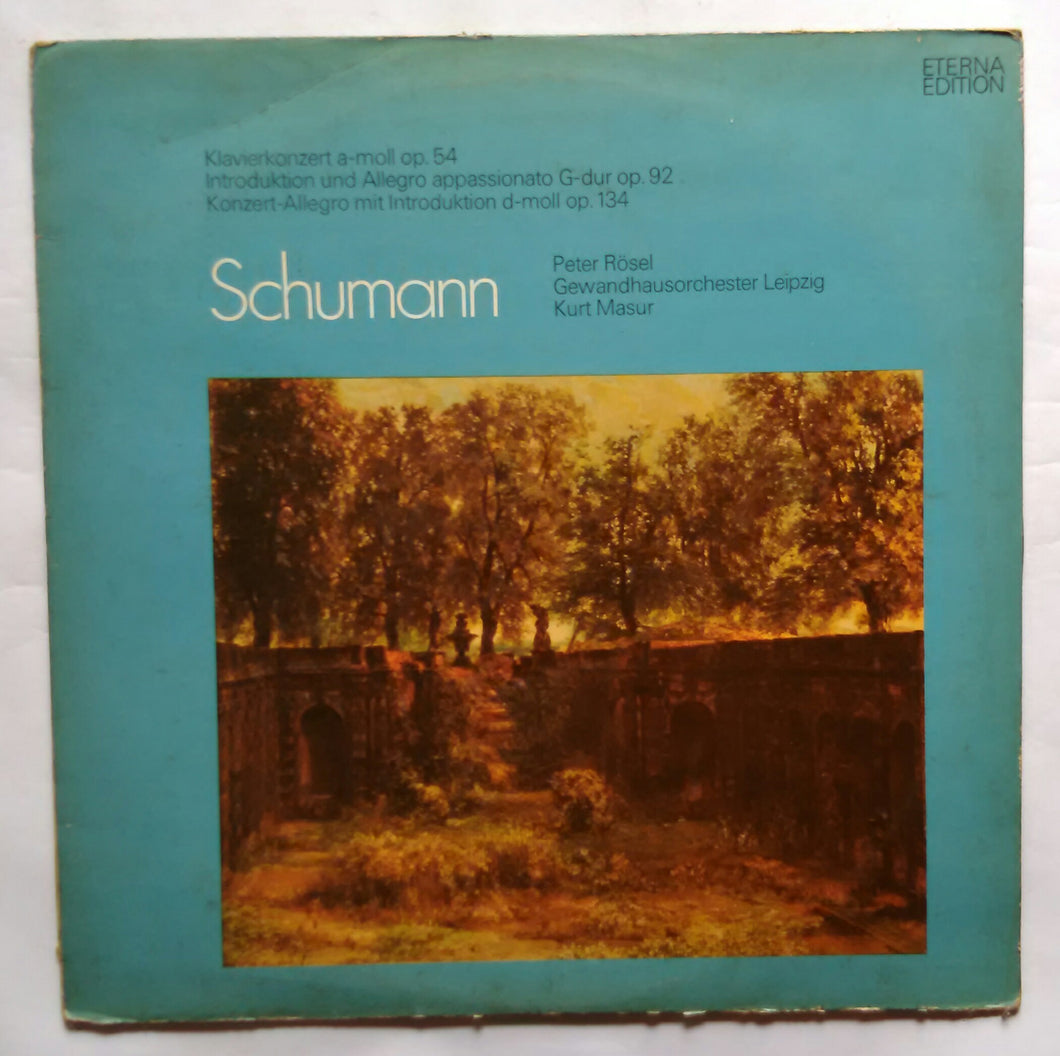 ETERNA
EDITION
Klavierkonzert a-moll op. 54
Introduktion und Allegro appassionato G-dur op. 92
Konzert-Allegro mit Introduktion d-moll op. 134
Schumann
Peter Rösel
Gewandhausorchester Leipzig
Kurt Masur